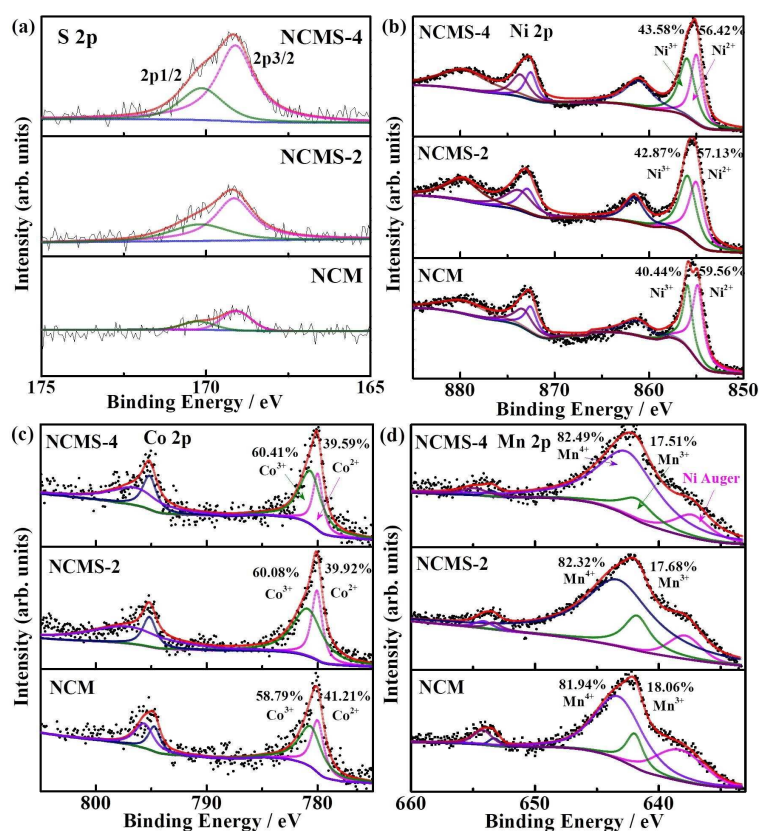 (a)
S 2p
NCMS-4
2p1/2
2p3/2
NCMS-2
NCM
175 170 165
Binding Energy / eV
Intensity (arb. units)
(b)
NCMS-4 Ni 2p
43.58% 56.42%
Ni3+ Ni2+
NCMS-2
42.87% 57.13%
Ni3+ Ni2+
NCM
40.44% 59.56%
Ni3+ Ni2+
880 870 860 850
Binding Energy / eV
Intensity (arb. units)
(c)
NCMS-4 Co 2p
60.41% 39.59%
Co3+ Co2+
NCMS-2
60.08% 39.92%
Co3+ Co2+
NCM
58.79% 41.21%
Co3+ Co2+
800 790 780
Binding Energy / eV
Intensity (arb. units)
(d)
NCMS-4 Mn 2p
82.49% 17.51%
Mn4+ Mn3+
Ni Auger
NCMS-2
82.32% 17.68%
Mn4+ Mn3+
NCM
81.94% 18.06%
Mn4+ Mn3+
660 650 640
Binding Energy / eV
Intensity (arb. units)